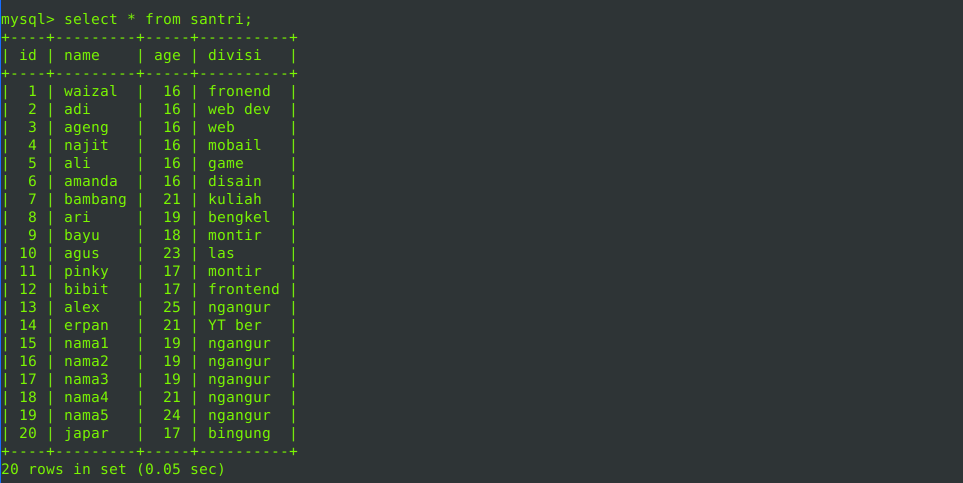 mysql> select * from santri;
+----+---------+-----+----------+
| id | name    | age | divisi   |
+----+---------+-----+----------+
|  1 | waizal  |  16 | fronend  |
|  2 | adi     |  16 | web dev  |
|  3 | ageng   |  16 | web      |
|  4 | najit   |  16 | mobail   |
|  5 | ali     |  16 | game     |
|  6 | amanda  |  16 | disain   |
|  7 | bambang |  21 | kuliah   |
|  8 | ari     |  19 | bengkel  |
|  9 | bayu    |  18 | montir   |
| 10 | agus    |  23 | las      |
| 11 | pinky   |  17 | montir   |
| 12 | bibit   |  17 | frontend |
| 13 | alex    |  25 | ngangur  |
| 14 | erpan   |  21 | YT ber   |
| 15 | nama1   |  19 | ngangur  |
| 16 | nama2   |  19 | ngangur  |
| 17 | nama3   |  19 | ngangur  |
| 18 | nama4   |  21 | ngangur  |
| 19 | nama5   |  24 | ngangur  |
| 20 | japar   |  17 | bingung  |
+----+---------+-----+----------+
20 rows in set (0.05 sec)